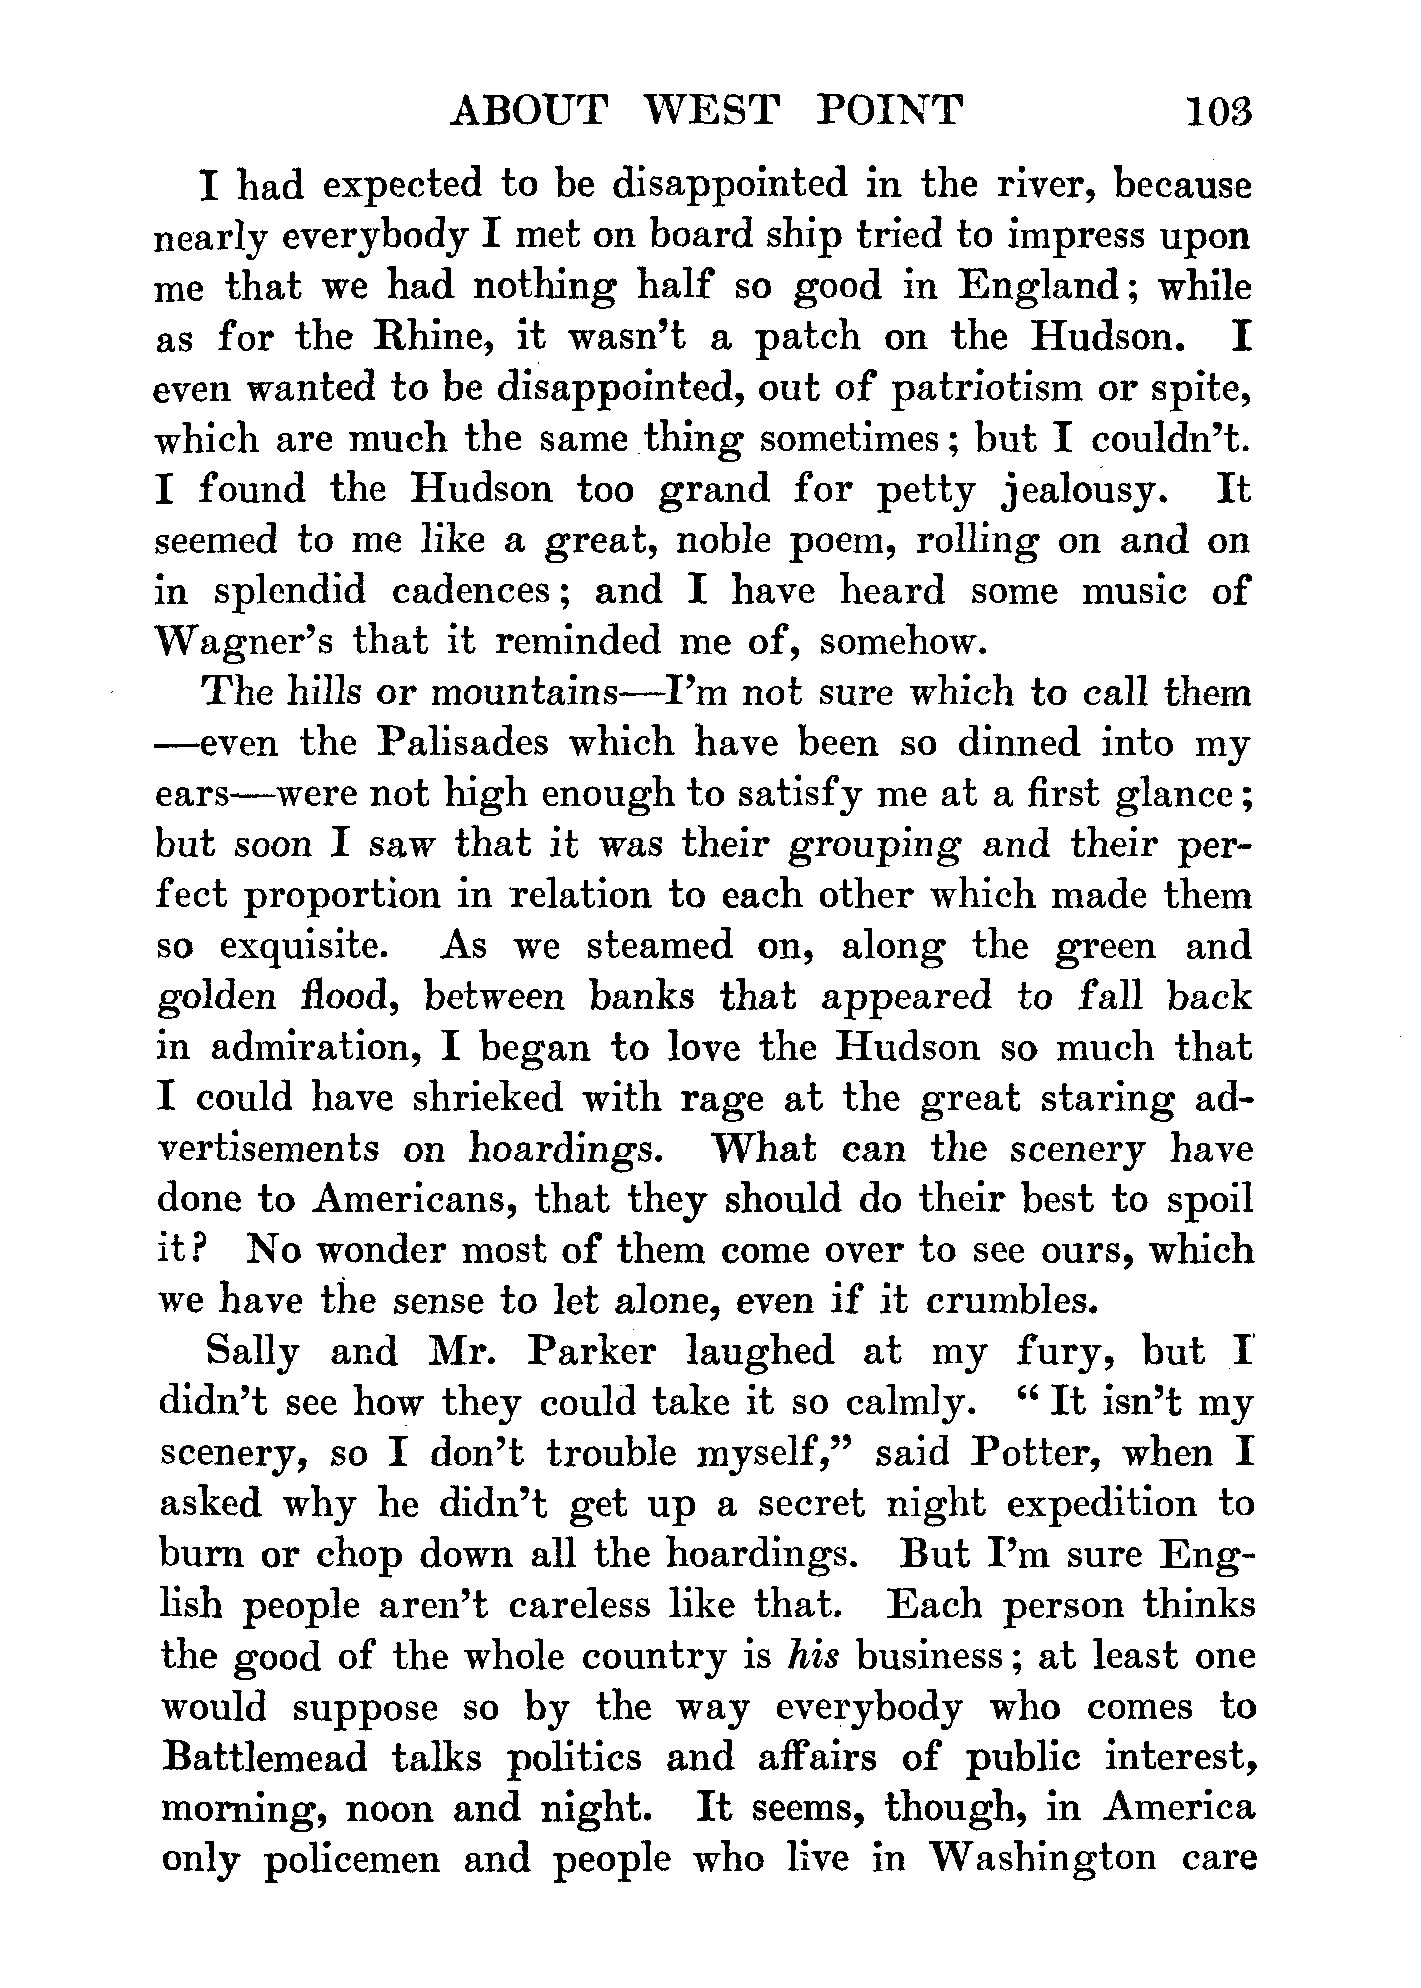 ABOUT WEST POINT 103
I had expected to be disappointed in the river, because
nearly everybody I met on board ship tried to impress upon
me that we had nothing half so good in England; while
as for the Rhine, it wasn't a patch on the Hudson. I
even wanted to be disappointed, out of patriotism or spite,
which are much the same thing sometimes; but I couldn't.
I found the Hudson too grand for petty jealousy. It
seemed to me like a great, noble poem, rolling on and on
in splendid cadences; and I have heard some music of
Wagner's that it reminded me of, somehow.
The hills or mountains—I'm not sure which to call them
—even the Palisades which have been so dinned into my
ears—were not high enough to satisfy me at a first glance;
but soon I saw that it was their grouping and their per-
fect proportion in relation to each other which made them
so exquisite. As we steamed on, along the green and
golden flood, between banks that appeared to fall back
in admiration, I began to love the Hudson so much that
I could have shrieked with rage at the great staring ad-
vertisements on hoardings. What can the scenery have
done to Americans, that they should do their best to spoil
it? No wonder most of them come over to see ours, which
we have the sense to let alone, even if it crumbles.
Sally and Mr. Parker laughed at my fury, but I
didn't see how they could take it so calmly. "It isn't my
scenery, so I don't trouble myself," said Potter, when I
asked why he didn't get up a secret night expedition to
burn or chop down all the hoardings. But I'm sure Eng-
lish people aren't careless like that. Each person thinks
the good of the whole country is his business; at least one
would suppose so by the way everybody who comes to
Battlemead talks politics and affairs of public interest,
morning, noon and night. It seems, though, in America
only policemen and people who live in Washington care